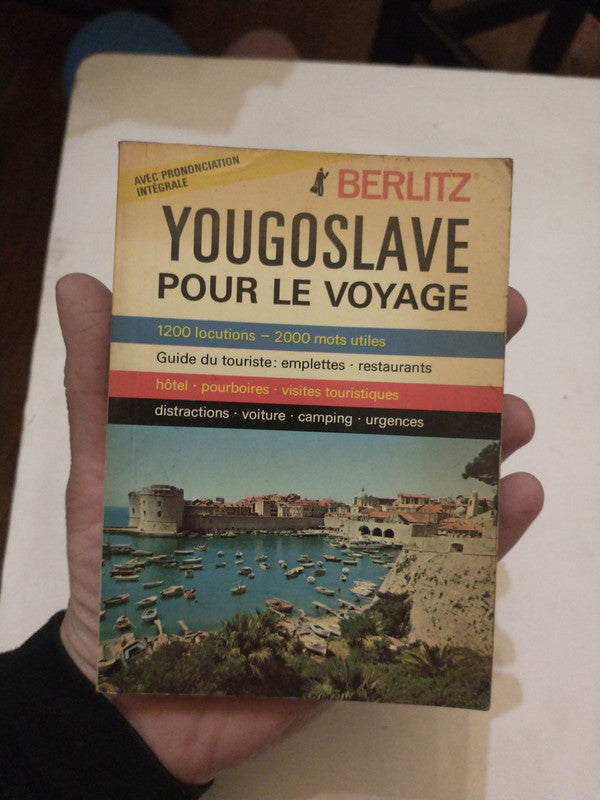 AVEC PRONONCIATION
INTÉGRALE
BERLITZ®
YOUGOSLAVE
POUR LE VOYAGE
1200 locutions – 2000 mots utiles
Guide du touriste: emplettes · restaurants
hôtel · pourboires · visites touristiques
distractions · voiture · camping · urgences